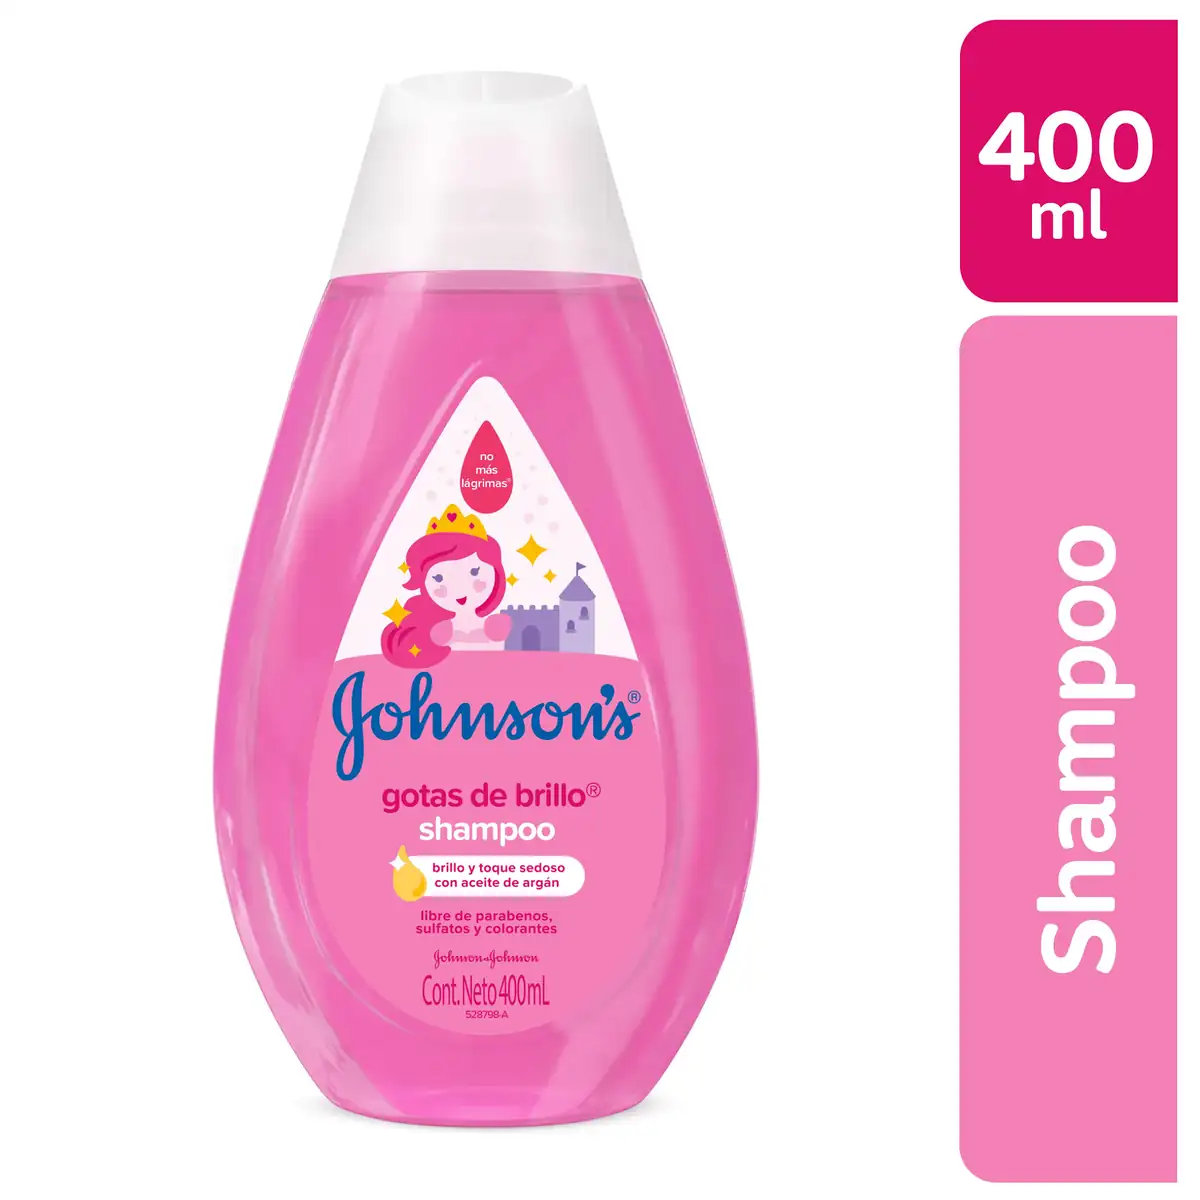 400
ml
Shampoo
no
más
lágrimas®
Johnson's®
gotas de brillo®
shampoo
brillo y toque sedoso
con aceite de argán
libre de parabenos,
sulfatos y colorantes
Johnson & Johnson
Cont. Neto 400mL
528798-A